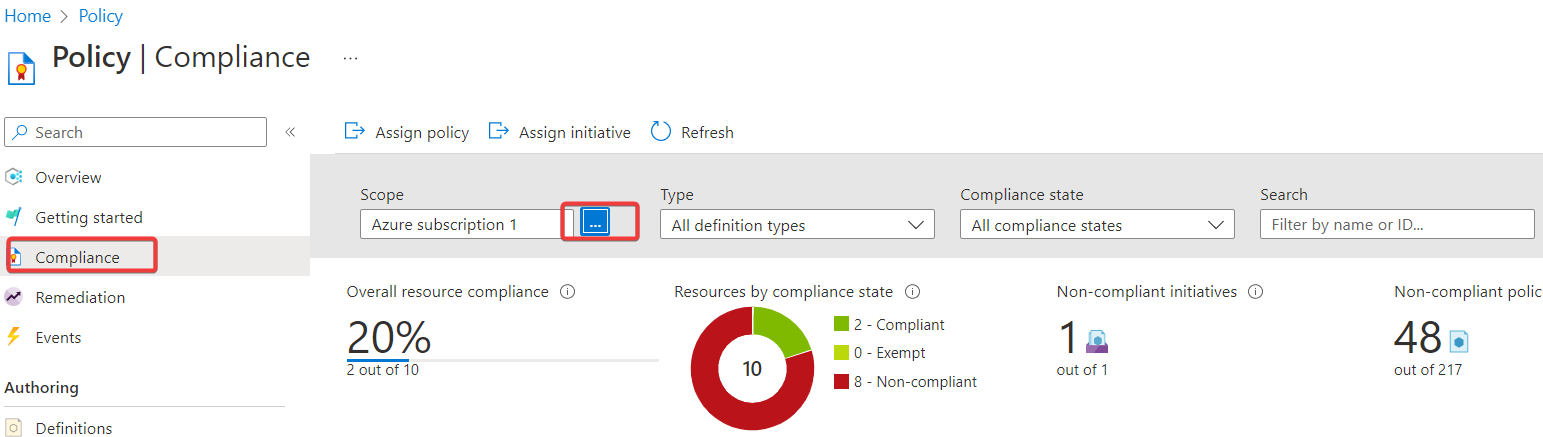 Home > Policy
Policy | Compliance ...
Search «
Assign policy Assign initiative Refresh
Overview
Getting started
Compliance
Remediation
Events
Authoring
Definitions
Scope Type Compliance state Search
Azure subscription 1 ... All definition types All compliance states Filter by name or ID...
Overall resource compliance Resources by compliance state Non-compliant initiatives Non-compliant polic
20%
2 out of 10
10
2 - Compliant
0 - Exempt
8 - Non-compliant
1
out of 1
48
out of 217